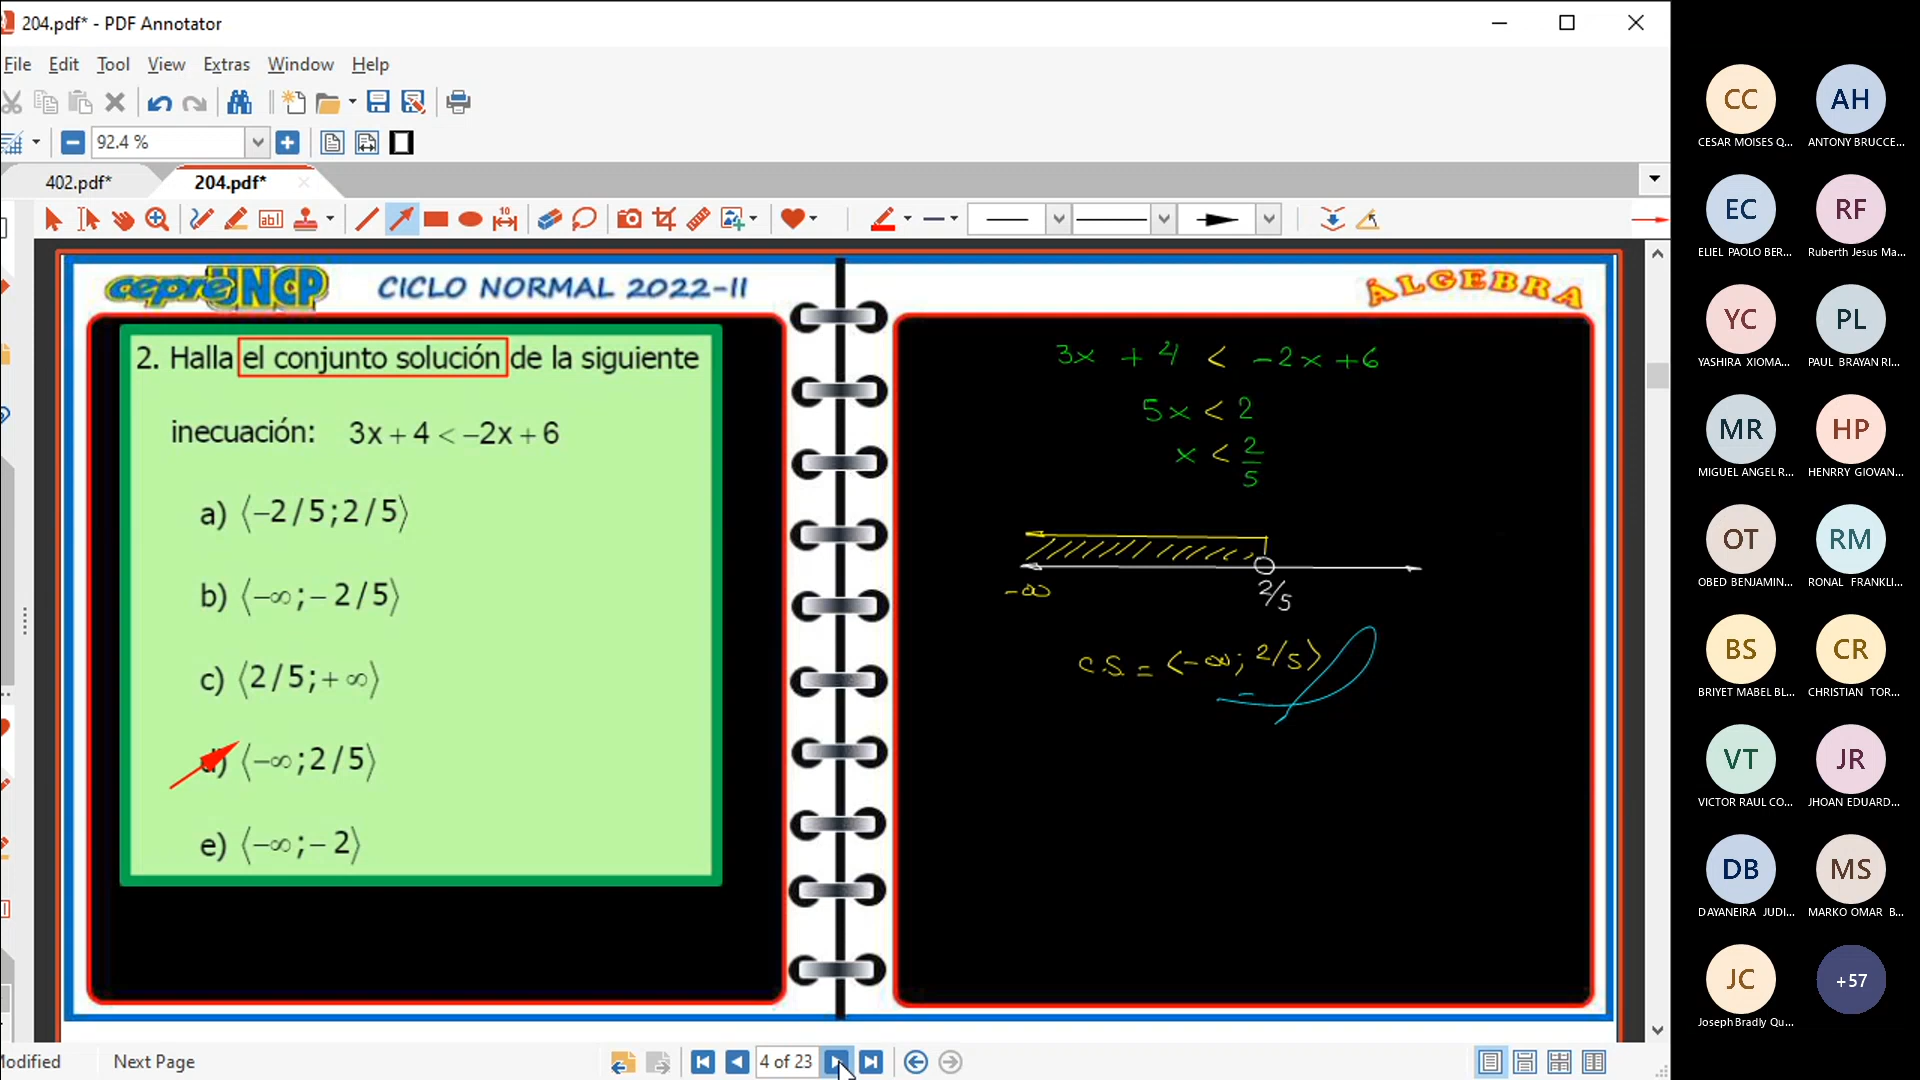 204.pdf* - PDF Annotator
File Edit Tool View Extras Window Help
92.4 %
402.pdf* 204.pdf*
cepre UNCP CICLO NORMAL 2022-II ÁLGEBRA
2. Halla el conjunto solución de la siguiente
inecuación: 3x + 4 < −2x + 6
a) ⟨−2/5;2/5⟩
b) ⟨−∞;−2/5⟩
c) ⟨2/5;+∞⟩
d) ⟨−∞;2/5⟩
e) ⟨−∞;−2⟩
3x + 4 < -2x + 6
5x < 2
x < 2/5
-∞ 2/5
C.S. = <-∞; 2/5>
CC AH
CESAR MOISES Q... ANTONY BRUCCE...
EC RF
ELIEL PAOLO BER... Ruberth Jesus Ma...
YC PL
YASHIRA XIOMA... PAUL BRAYAN RI...
MR HP
MIGUEL ANGEL R... HENRRY GIOVAN...
OT RM
OBED BENJAMIN... RONAL FRANKLI...
BS CR
BRIYET MABEL BL... CHRISTIAN TOR...
VT JR
VICTOR RAUL CO... JHOAN EDUARD...
DB MS
DAYANEIRA JUDI... MARKO OMAR B...
JC +57
Joseph Bradly Qu...
Modified Next Page 4 of 23